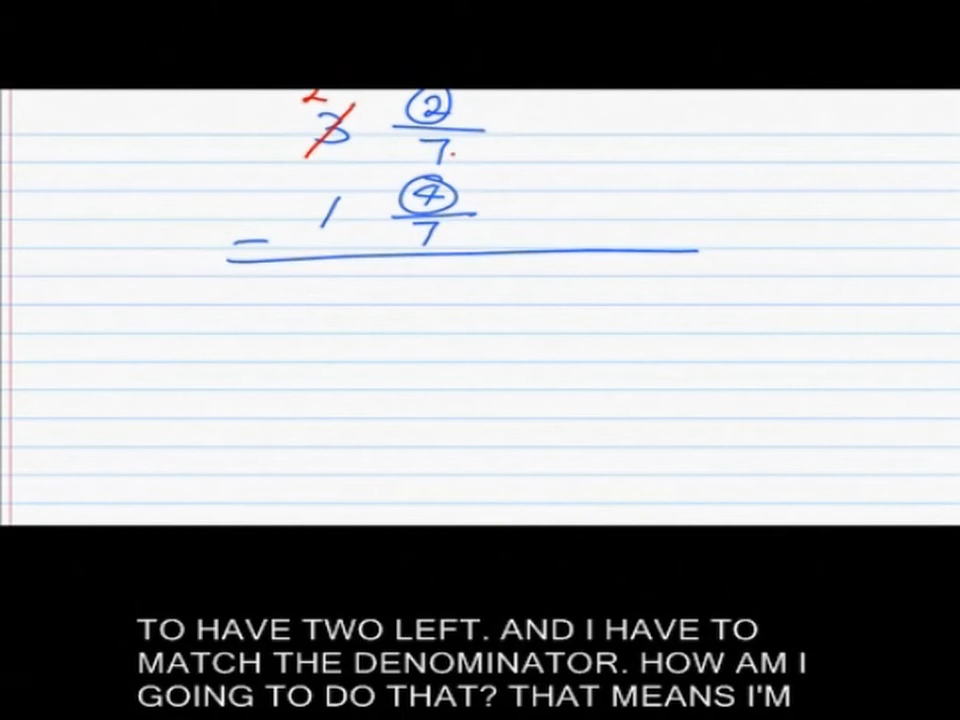 2
3 2/7
- 1 4/7
TO HAVE TWO LEFT. AND I HAVE TO
MATCH THE DENOMINATOR. HOW AM I
GOING TO DO THAT? THAT MEANS I'M